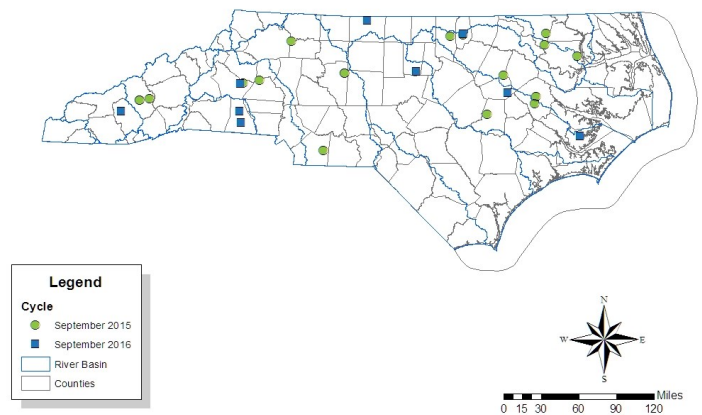 Legend
Cycle
September 2015
September 2016
River Basin
Counties
N
W E
S
Miles
0 15 30 60 90 120